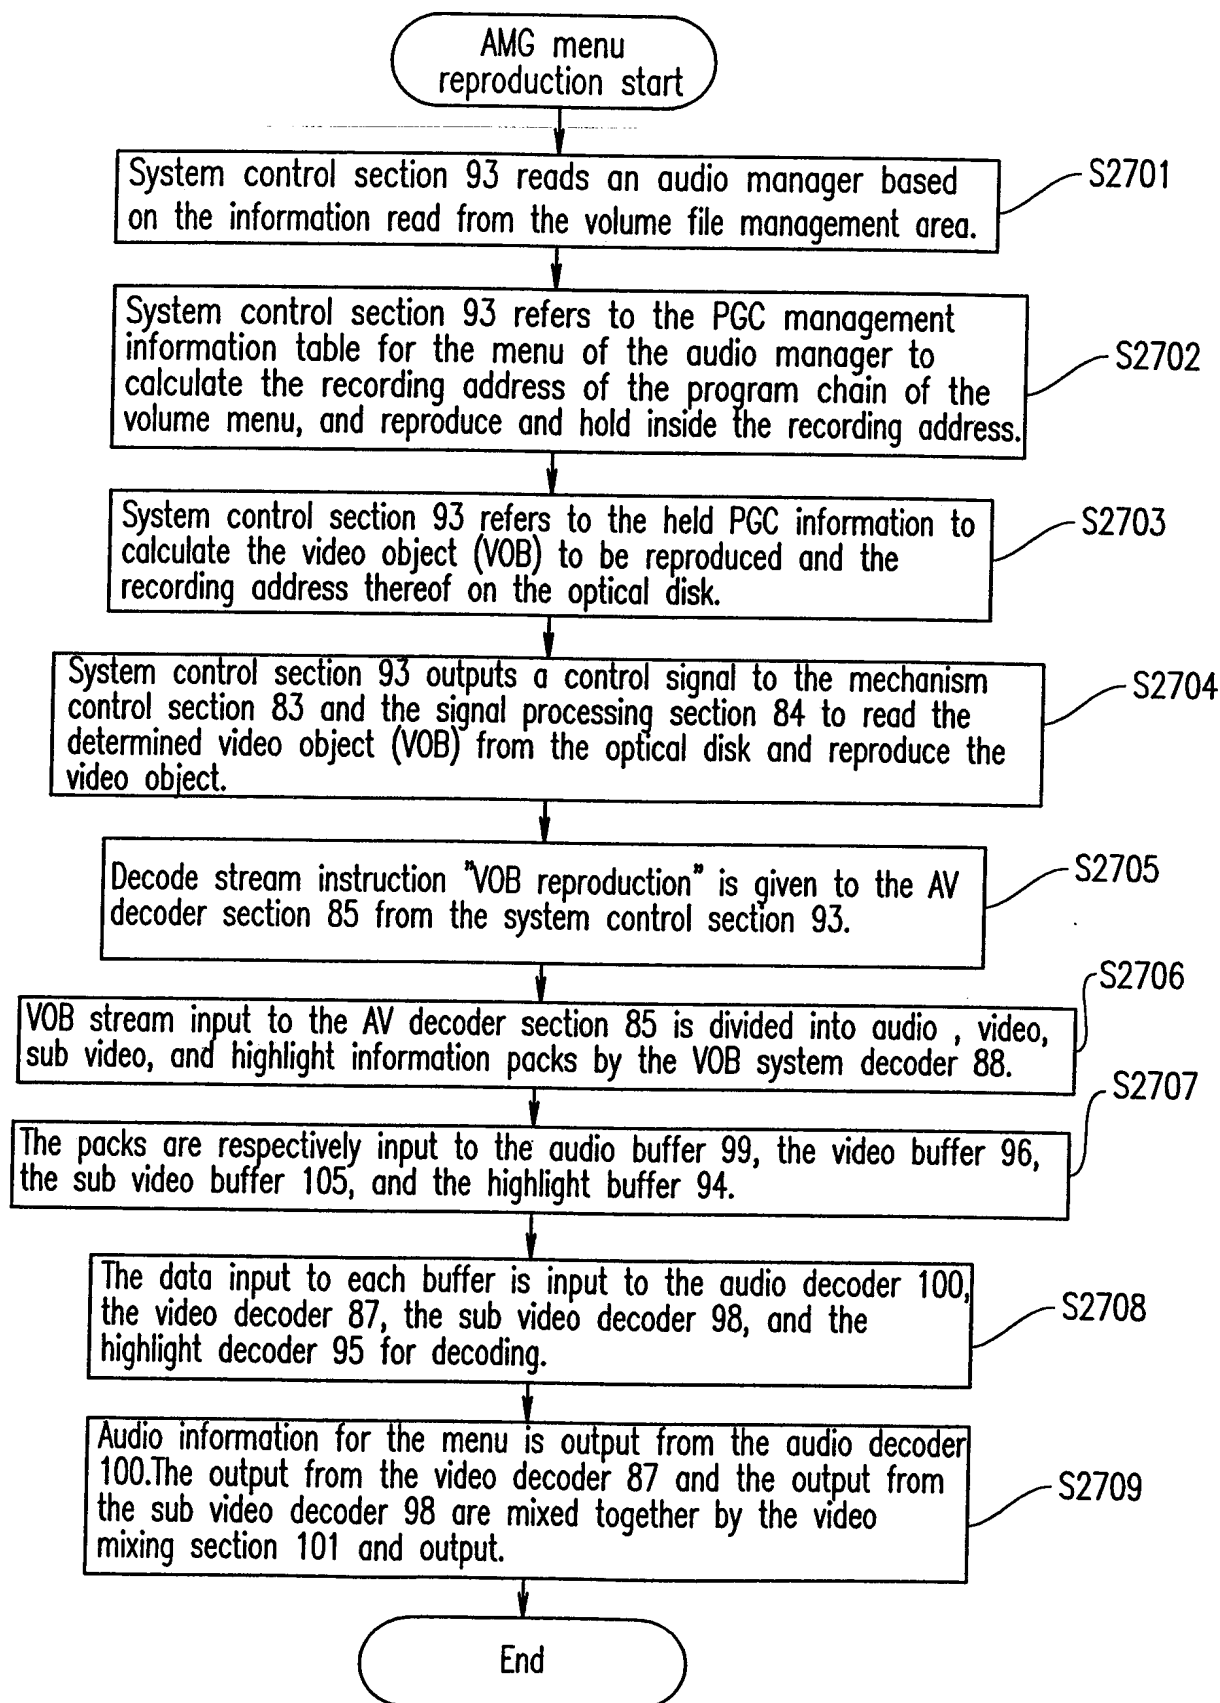 AMG menu
reproduction start
System control section 93 reads an audio manager based
on the information read from the volume file management area.
S2701
System control section 93 refers to the PGC management
information table for the menu of the audio manager to
calculate the recording address of the program chain of the
volume menu, and reproduce and hold inside the recording address.
S2702
System control section 93 refers to the held PGC information to
calculate the video object (VOB) to be reproduced and the
recording address thereof on the optical disk.
S2703
System control section 93 outputs a control signal to the mechanism
control section 83 and the signal processing section 84 to read the
determined video object (VOB) from the optical disk and reproduce the
video object.
S2704
Decode stream instruction "VOB reproduction" is given to the AV
decoder section 85 from the system control section 93.
S2705
VOB stream input to the AV decoder section 85 is divided into audio , video,
sub video, and highlight information packs by the VOB system decoder 88.
S2706
The packs are respectively input to the audio buffer 99, the video buffer 96,
the sub video buffer 105, and the highlight buffer 94.
S2707
The data input to each buffer is input to the audio decoder 100,
the video decoder 87, the sub video decoder 98, and the
highlight decoder 95 for decoding.
S2708
Audio information for the menu is output from the audio decoder
100.The output from the video decoder 87 and the output from
the sub video decoder 98 are mixed together by the video
mixing section 101 and output.
S2709
End